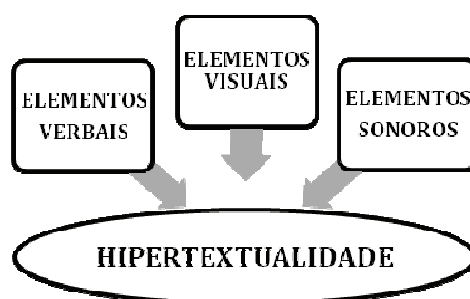 ELEMENTOS
VERBAIS
ELEMENTOS
VISUAIS
ELEMENTOS
SONOROS
HIPERTEXTUALIDADE